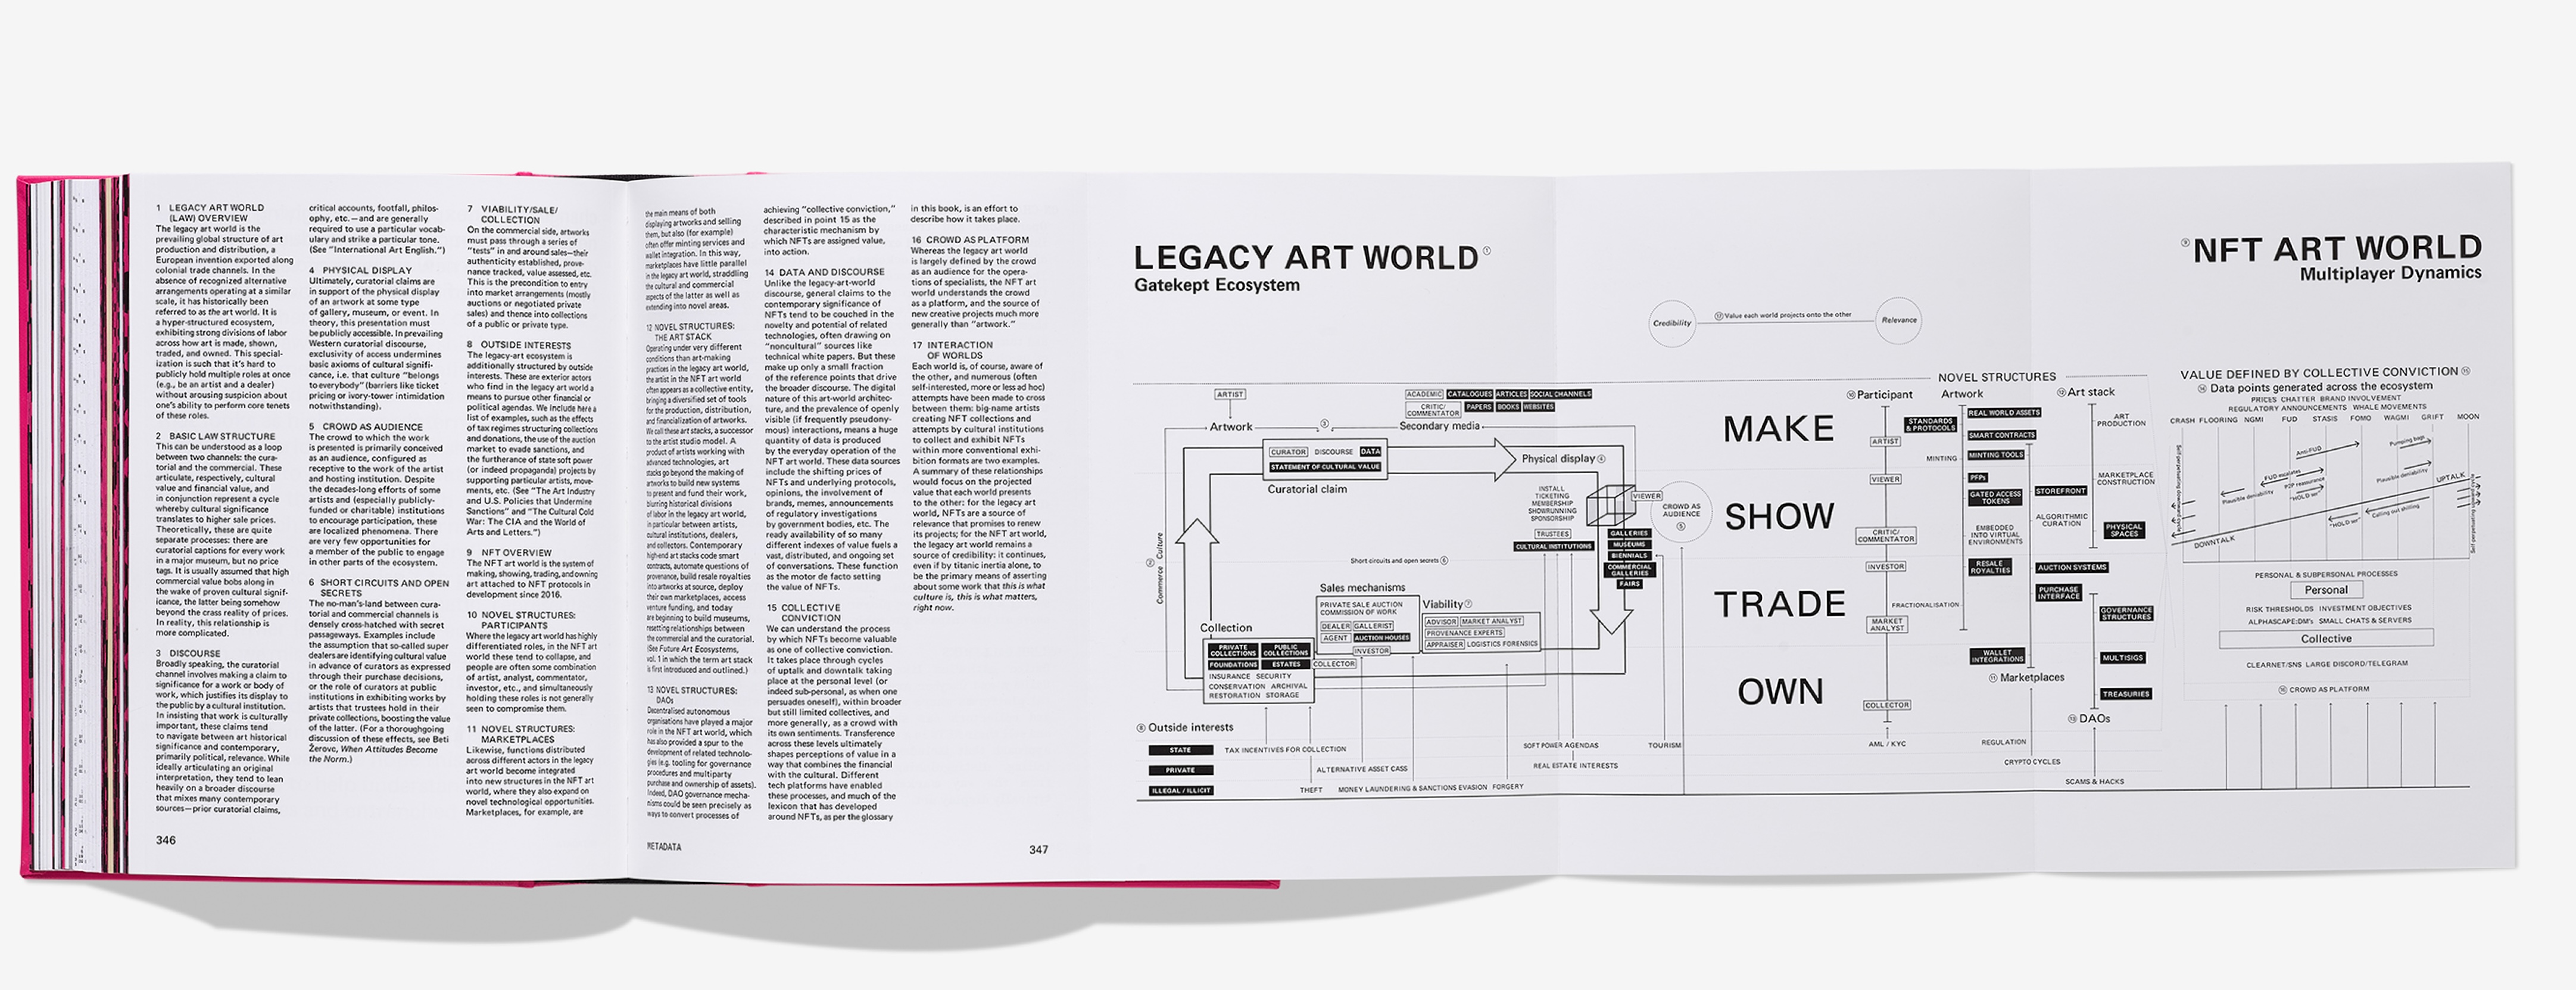 1 LEGACY ART WORLD
(LAW) OVERVIEW
The legacy art world is the
prevailing global structure of art
production and distribution, a
European invention exported along
colonial trade channels. In the
absence of recognized alternative
arrangements operating at a similar
scale, it has historically been
referred to as the art world. It is
a hyper-structured ecosystem,
exhibiting strong divisions of labor
across how art is made, shown,
traded, and owned. This special-
ization is such that it's hard to
publicly hold multiple roles at once
(e.g., be an artist and a dealer)
without arousing suspicion about
one's ability to perform core tenets
of these roles.
2 BASIC LAW STRUCTURE
This can be understood as a loop
between two channels: the cura-
torial and the commercial. These
articulate, respectively, cultural
value and financial value, and
in conjunction represent a cycle
whereby cultural significance
translates to higher sale prices.
Theoretically, these are quite
separate processes: there are
curatorial captions for every work
in a major museum, but no price
tags. It is usually assumed that high
commercial value bobs along in
the wake of proven cultural signif-
icance, the latter being somehow
beyond the crass reality of prices.
In reality, this relationship is
more complicated.
3 DISCOURSE
Broadly speaking, the curatorial
channel involves making a claim to
significance for a work or body of
work, which justifies its display to
the public by a cultural institution.
In insisting that work is culturally
important, these claims tend
to navigate between art historical
significance and contemporary,
primarily political, relevance. While
ideally articulating an original
interpretation, they tend to lean
heavily on a broader discourse
that mixes many contemporary
sources—prior curatorial claims,
critical accounts, footfall, philos-
ophy, etc.—and are generally
required to use a particular vocab-
ulary and strike a particular tone.
(See "International Art English.")
4 PHYSICAL DISPLAY
Ultimately, curatorial claims are
in support of the physical display
of an artwork at some type
of gallery, museum, or event. In
theory, this presentation must
be publicly accessible. In prevailing
Western curatorial discourse,
exclusivity of access undermines
basic axioms of cultural signifi-
cance, i.e. that culture "belongs
to everybody" (barriers like ticket
pricing or ivory-tower intimidation
notwithstanding).
5 CROWD AS AUDIENCE
The crowd to which the work
is presented is primarily conceived
as an audience, configured as
receptive to the work of the artist
and hosting institution. Despite
the decades-long efforts of some
artists and (especially publicly-
funded or charitable) institutions
to encourage participation, these
are localized phenomena. There
are very few opportunities for
a member of the public to engage
in other parts of the ecosystem.
6 SHORT CIRCUITS AND OPEN
SECRETS
The no-man's-land between cura-
torial and commercial channels is
densely cross-hatched with secret
passageways. Examples include
the assumption that so-called super
dealers are identifying cultural value
in advance of curators as expressed
through their purchase decisions,
or the role of curators at public
institutions in exhibiting works by
artists that trustees hold in their
private collections, boosting the value
of the latter. (For a thoroughgoing
discussion of these effects, see Beti
Žerovc, When Attitudes Become
the Norm.)
7 VIABILITY/SALE/
COLLECTION
On the commercial side, artworks
must pass through a series of
"tests" in and around sales—their
authenticity established, prove-
nance tracked, value assessed, etc.
This is the precondition to entry
into market arrangements (mostly
auctions or negotiated private
sales) and thence into collections
of a public or private type.
8 OUTSIDE INTERESTS
The legacy-art ecosystem is
additionally structured by outside
interests. These are exterior actors
who find in the legacy art world a
means to pursue other financial or
political agendas. We include here a
list of examples, such as the effects
of tax regimes structuring collections
and donations, the use of the auction
market to evade sanctions, and
the furtherance of state soft power
(or indeed propaganda) projects by
supporting particular artists, move-
ments, etc. (See "The Art Industry
and U.S. Policies that Undermine
Sanctions" and "The Cultural Cold
War: The CIA and the World of
Arts and Letters.")
9 NFT OVERVIEW
The NFT art world is the system of
making, showing, trading, and owning
art attached to NFT protocols in
development since 2016.
10 NOVEL STRUCTURES:
PARTICIPANTS
Where the legacy art world has highly
differentiated roles, in the NFT art
world these tend to collapse, and
people are often some combination
of artist, analyst, commentator,
investor, etc., and simultaneously
holding these roles is not generally
seen to compromise them.
11 NOVEL STRUCTURES:
MARKETPLACES
Likewise, functions distributed
across different actors in the legacy
art world become integrated
into new structures in the NFT art
world, where they also expand on
novel technological opportunities.
Marketplaces, for example, are
346
the main means of both
displaying artworks and selling
them, but also (for example)
often offer minting services and
wallet integration. In this way,
marketplaces have little parallel
in the legacy art world, straddling
the cultural and commercial
aspects of the latter as well as
extending into novel areas.
12 NOVEL STRUCTURES:
THE ART STACK
Operating under very different
conditions than art-making
practices in the legacy art world,
the artist in the NFT art world
often appears as a collective entity,
bringing a diversified set of tools
for the production, distribution,
and financialization of artworks.
We call these art stacks, a successor
to the artist studio model. A
product of artists working with
advanced technologies, art
stacks go beyond the making of
artworks to build new systems
to present and fund their work,
blurring historical divisions
of labor in the legacy art world,
in particular between artists,
cultural institutions, dealers,
and collectors. Contemporary
high-end art stacks code smart
contracts, automate questions of
provenance, build resale royalties
into artworks at source, deploy
their own marketplaces, access
venture funding, and today
are beginning to build museums,
resetting relationships between
the commercial and the curatorial.
(See Future Art Ecosystems,
vol. 1 in which the term art stack
is first introduced and outlined.)
13 NOVEL STRUCTURES:
DAOs
Decentralised autonomous
organisations have played a major
role in the NFT art world, which
has also provided a spur to the
development of related technolo-
gies (e.g. tooling for governance
procedures and multiparty
purchase and ownership of assets).
Indeed, DAO governance mecha-
nisms could be seen precisely as
ways to convert processes of
METADATA
achieving "collective conviction,"
described in point 15 as the
characteristic mechanism by
which NFTs are assigned value,
into action.
14 DATA AND DISCOURSE
Unlike the legacy-art-world
discourse, general claims to the
contemporary significance of
NFTs tend to be couched in the
novelty and potential of related
technologies, often drawing on
"noncultural" sources like
technical white papers. But these
make up only a small fraction
of the reference points that drive
the broader discourse. The digital
nature of this art-world architec-
ture, and the prevalence of openly
visible (if frequently pseudony-
mous) interactions, means a huge
quantity of data is produced
by the everyday operation of the
NFT art world. These data sources
include the shifting prices of
NFTs and underlying protocols,
opinions, the involvement of
brands, memes, announcements
of regulatory investigations
by government bodies, etc. The
ready availability of so many
different indexes of value fuels a
vast, distributed, and ongoing set
of conversations. These function
as the motor de facto setting
the value of NFTs.
15 COLLECTIVE
CONVICTION
We can understand the process
by which NFTs become valuable
as one of collective conviction.
It takes place through cycles
of uptalk and downtalk taking
place at the personal level (or
indeed sub-personal, as when one
persuades oneself), within broader
but still limited collectives, and
more generally, as a crowd with
its own sentiments. Transference
across these levels ultimately
shapes perceptions of value in a
way that combines the financial
with the cultural. Different
tech platforms have enabled
these processes, and much of the
lexicon that has developed
around NFTs, as per the glossary
in this book, is an effort to
describe how it takes place.
16 CROWD AS PLATFORM
Whereas the legacy art world
is largely defined by the crowd
as an audience for the opera-
tions of specialists, the NFT art
world understands the crowd
as a platform, and the source of
new creative projects much more
generally than "artwork."
17 INTERACTION
OF WORLDS
Each world is, of course, aware of
the other, and numerous (often
self-interested, more or less ad hoc)
attempts have been made to cross
between them: big-name artists
creating NFT collections and
attempts by cultural institutions
to collect and exhibit NFTs
within more conventional exhi-
bition formats are two examples.
A summary of these relationships
would focus on the projected
value that each world presents
to the other: for the legacy art
world, NFTs are a source of
relevance that promises to renew
its projects; for the NFT art world,
the legacy art world remains a
source of credibility: it continues,
even if by titanic inertia alone, to
be the primary means of asserting
about some work that this is what
culture is, this is what matters,
right now.
347
LEGACY ART WORLD ①
Gatekept Ecosystem
ARTIST
ACADEMIC CATALOGUES ARTICLES SOCIAL CHANNELS
CRITIC/
COMMENTATOR
PAPERS BOOKS WEBSITES
Artwork
③
Secondary media
CURATOR DISCOURSE DATA
STATEMENT OF CULTURAL VALUE
Curatorial claim
Physical display ④
INSTALL
TICKETING
MEMBERSHIP
SHOWRUNNING
SPONSORSHIP
TRUSTEES
CULTURAL INSTITUTIONS
VIEWER
CROWD AS
AUDIENCE
⑤
GALLERIES
MUSEUMS
BIENNIALS
COMMERCIAL
GALLERIES
FAIRS
② Commerce Culture
Short circuits and open secrets ⑥
Sales mechanisms
PRIVATE SALE AUCTION
COMMISSION OF WORK
DEALER GALLERIST
AGENT AUCTION HOUSES
INVESTOR
COLLECTOR
Viability ⑦
ADVISOR MARKET ANALYST
PROVENANCE EXPERTS
APPRAISER LOGISTICS FORENSICS
Collection
PRIVATE
COLLECTIONS
PUBLIC
COLLECTIONS
FOUNDATIONS ESTATES
INSURANCE SECURITY
CONSERVATION ARCHIVAL
RESTORATION STORAGE
⑧ Outside interests
STATE
TAX INCENTIVES FOR COLLECTION
SOFT POWER AGENDAS
TOURISM
PRIVATE
ALTERNATIVE ASSET CASS
REAL ESTATE INTERESTS
ILLEGAL / ILLICIT
THEFT MONEY LAUNDERING & SANCTIONS EVASION FORGERY
Credibility
⑰ Value each world projects onto the other
Relevance
MAKE
SHOW
TRADE
OWN
⑨ NFT ART WORLD
Multiplayer Dynamics
NOVEL STRUCTURES
⑩ Participant
Artwork
⑫ Art stack
ARTIST
VIEWER
CRITIC/
COMMENTATOR
INVESTOR
MARKET
ANALYST
COLLECTOR
AML / KYC
STANDARDS
& PROTOCOLS
MINTING
FRACTIONALISATION
REAL WORLD ASSETS
SMART CONTRACTS
MINTING TOOLS
PFPs
GATED ACCESS
TOKENS
EMBEDDED
INTO VIRTUAL
ENVIRONMENTS
RESALE
ROYALTIES
WALLET
INTEGRATIONS
⑪ Marketplaces
STOREFRONT
ALGORITHMIC
CURATION
AUCTION SYSTEMS
PURCHASE
INTERFACE
ART
PRODUCTION
MARKETPLACE
CONSTRUCTION
PHYSICAL
SPACES
GOVERNANCE
STRUCTURES
MULTISIGS
TREASURIES
⑬ DAOs
REGULATION
CRYPTO CYCLES
SCAMS & HACKS
VALUE DEFINED BY COLLECTIVE CONVICTION ⑮
⑭ Data points generated across the ecosystem
PRICES CHATTER BRAND INVOLVEMENT
REGULATORY ANNOUNCEMENTS WHALE MOVEMENTS
CRASH FLOORING NGMI FUD STASIS FOMO WAGMI GRIFT MOON
Anti-FUD
Pumping bags
FUD escalates
P2P reassurance
Plausible deniability
"HOLD on"
Plausible deniability
UPTALK
"HOLD on"
Calling out shilling
DOWNTALK
Self-perpetuating downward cycle
Self-perpetuating upward cycle
PERSONAL & SUBPERSONAL PROCESSES
Personal
RISK THRESHOLDS INVESTMENT OBJECTIVES
ALPHASCAPE:DM's SMALL CHATS & SERVERS
Collective
CLEARNET/SNS LARGE DISCORD/TELEGRAM
⑯ CROWD AS PLATFORM